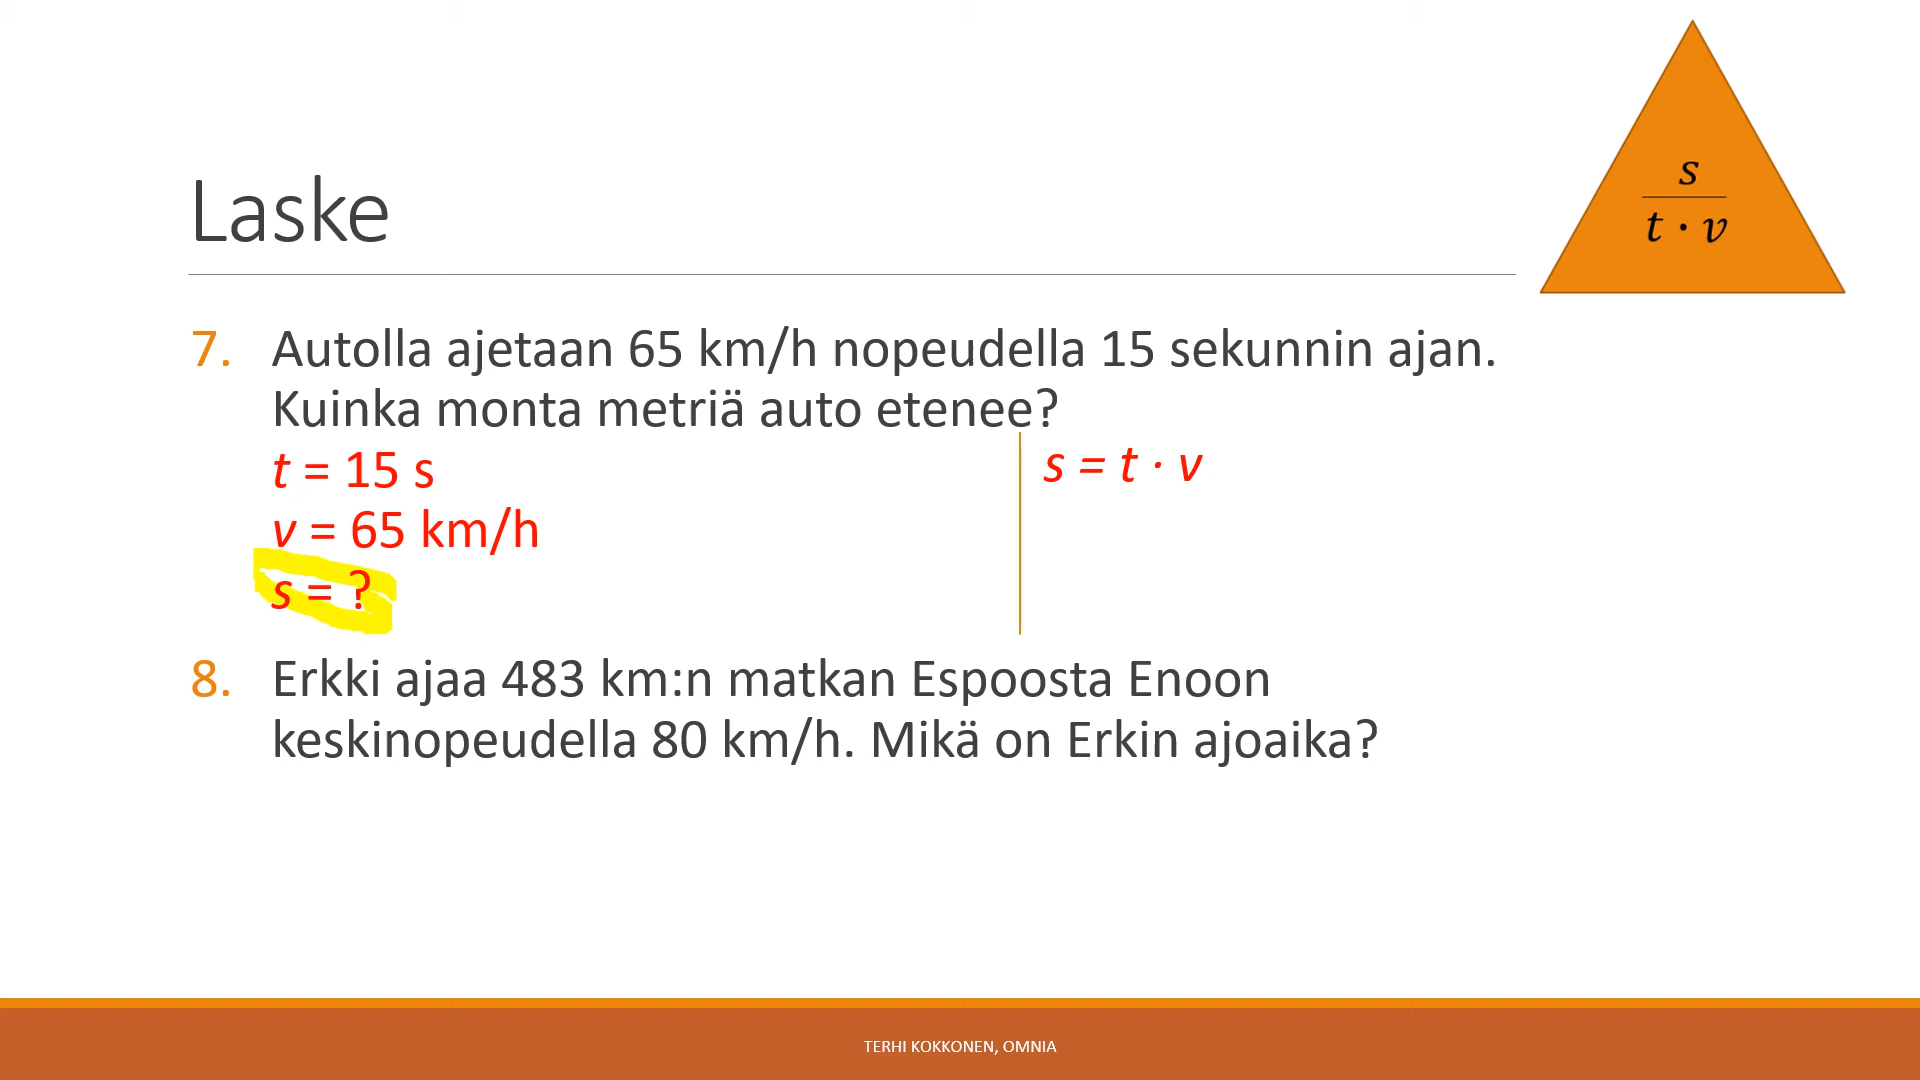 Laske
s
t · v
7. Autolla ajetaan 65 km/h nopeudella 15 sekunnin ajan.
Kuinka monta metriä auto etenee?
t = 15 s
v = 65 km/h
s = ?
s = t · v
8. Erkki ajaa 483 km:n matkan Espoosta Enoon
keskinopeudella 80 km/h. Mikä on Erkin ajoaika?
TERHI KOKKONEN, OMNIA